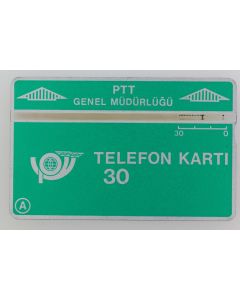 PTT
GENEL MÜDÜRLÜĞÜ
30 0
TELEFON KARTI
30
A